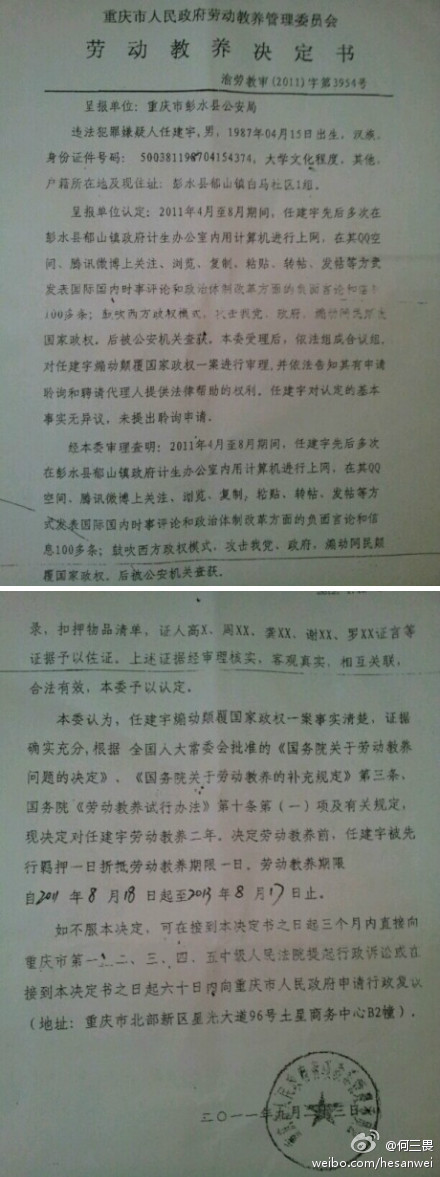 重庆市人民政府劳动教养管理委员会
劳动教养决定书
渝劳教审(2011)字第3954号
呈报单位：重庆市彭水县公安局
违法犯罪嫌疑人任建宇，男，1987年04月15日出生，汉族，
身份证件号码：500381198704154374，大学文化程度，其他，
户籍所在地及现住址：彭水县郁山镇白马社区1组。
呈报单位认定：2011年4月至8月期间，任建宇先后多次在
彭水县郁山镇政府计生办公室内用计算机进行上网，在其QQ空
间、腾讯微博上关注、浏览、复制、粘贴、转帖、发帖等方式
发表国际国内时事评论和政治体制改革方面的负面言论和信息
100多条；鼓吹西方政权模式，攻击我党、政府，煽动网民颠覆
国家政权。后被公安机关查获。本委受理后，依法组成合议组，
对任建宇煽动颠覆国家政权一案进行审理，并依法告知其有申请
聆询和聘请代理人提供法律帮助的权利。任建宇对认定的基本
事实无异议，未提出聆询申请。
经本委审理查明：2011年4月至8月期间，任建宇先后多次
在彭水县郁山镇政府计生办公室内用计算机进行上网，在其QQ
空间、腾讯微博上关注、浏览、复制、粘贴、转帖、发帖等方
式发表国际国内时事评论和政治体制改革方面的负面言论和信
息100多条；鼓吹西方政权模式，攻击我党、政府，煽动网民颠
覆国家政权。后被公安机关查获。
录，扣押物品清单，证人高X、周XX、龚XX、谢XX、罗XX证言等
证据予以佐证。上述证据经审理核实，客观真实，相互关联，
合法有效，本委予以认定。
本委认为，任建宇煽动颠覆国家政权一案事实清楚，证据
确实充分，根据 全国人大常委会批准的《国务院关于劳动教养
问题的决定》、《国务院关于劳动教养的补充规定》第三条，
国务院《劳动教养试行办法》第十条第（一）项及有关规定，
现决定对任建宇劳动教养二年。决定劳动教养前，任建宇被先
行羁押一日折抵劳动教养期限一日。劳动教养期限
自2011年8月18日起至2013年8月17日止。
如不服本决定，可在接到本决定书之日起三个月内直接向
重庆市第一、二、三、四、五中级人民法院提起行政诉讼或在
接到本决定书之日起六十日内向重庆市人民政府申请行政复议
（地址：重庆市北部新区星光大道96号土星商务中心B2幢）。
二〇一一年九月二十三日
@何三畏
weibo.com/hesanwei